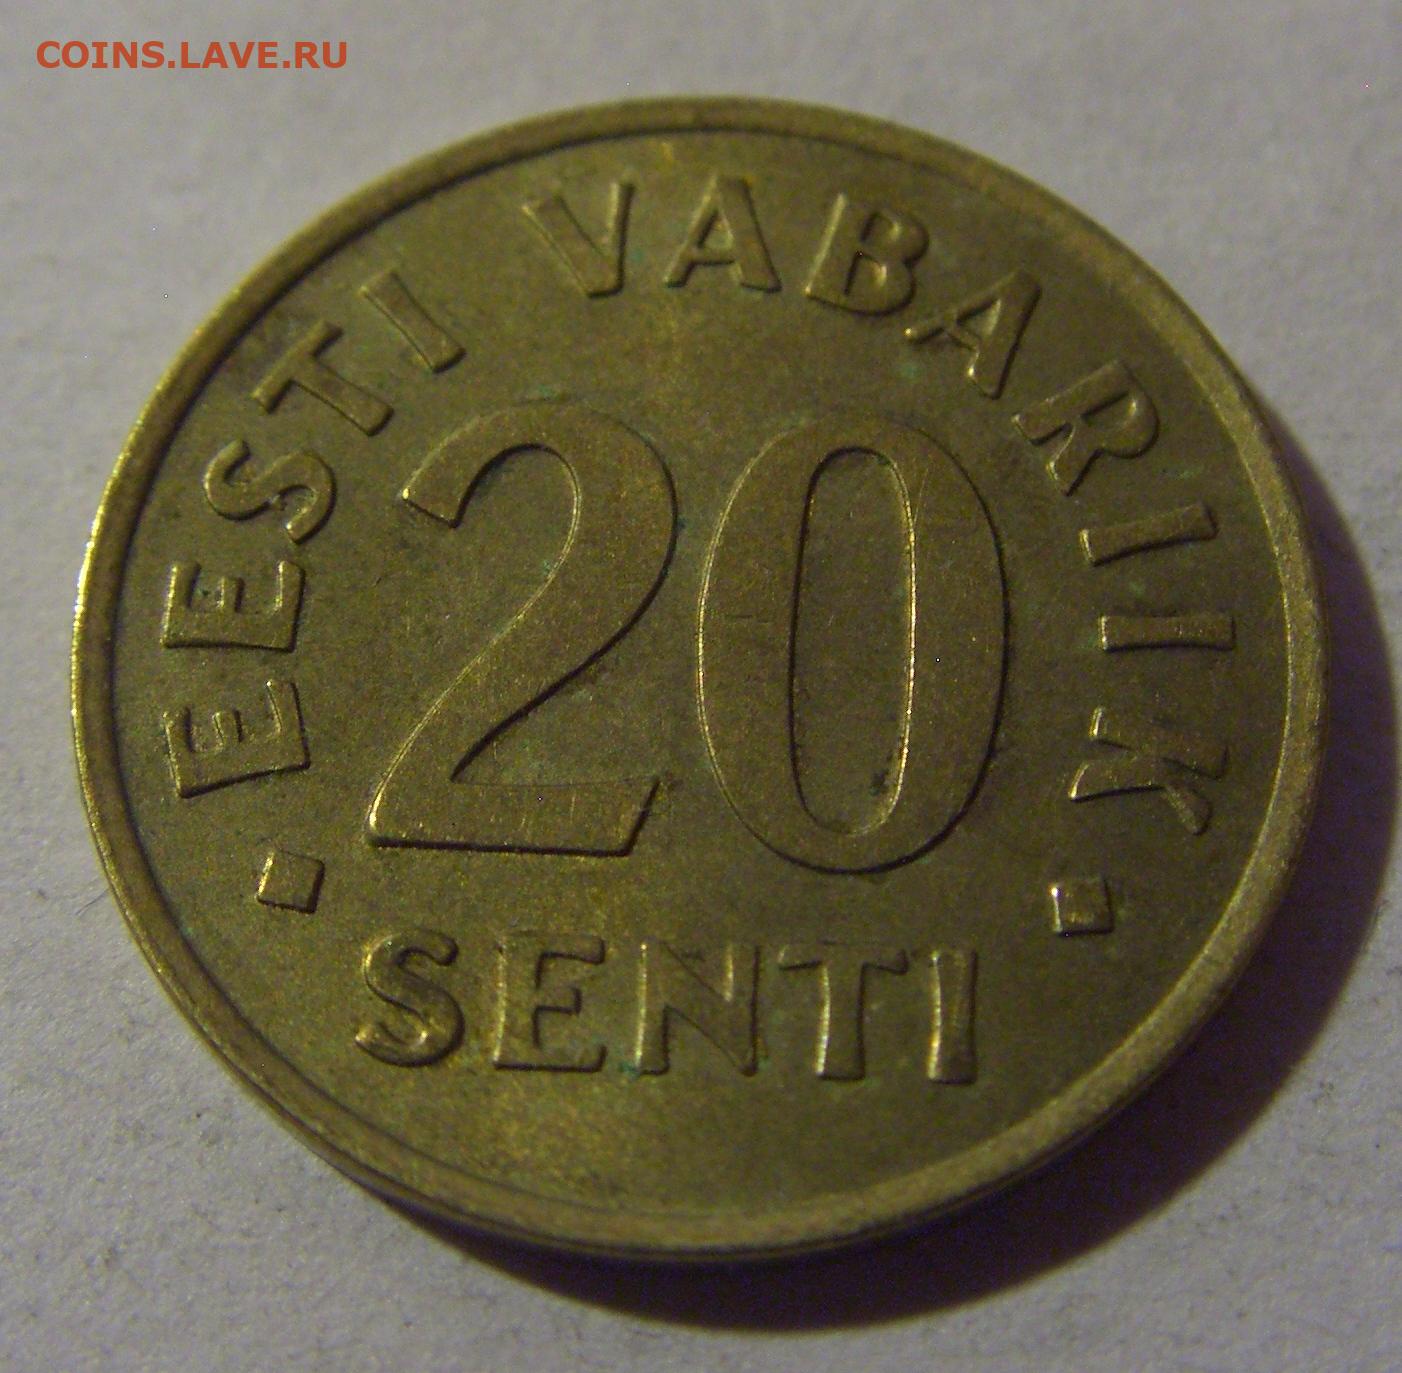 COINS.LAVE.RU
EESTI VABARIIK
20
· SENTI ·